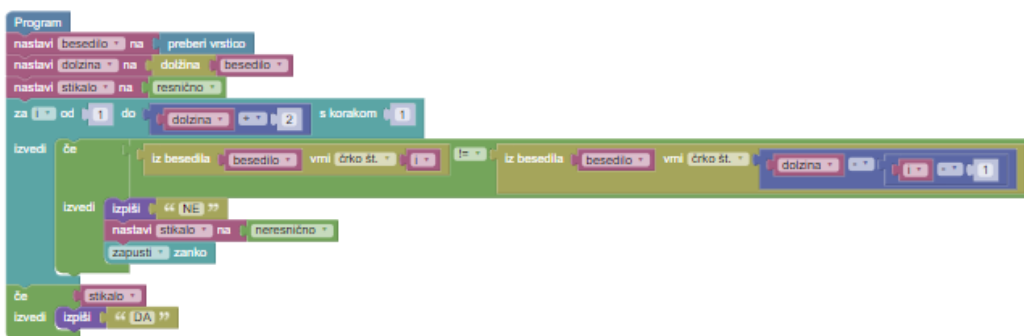 Program
nastavi besedilo na preberi vrstico
nastavi dolzina na dolžina besedilo
nastavi stikalo na resnično
za i od 1 do dolzina ÷ 2 s korakom 1
izvedi če iz besedila besedilo vrni črko št. i != iz besedila besedilo vrni črko št. dolzina - i - 1
izvedi izpiši “ NE ”
nastavi stikalo na neresnično
zapusti zanko
če stikalo
izvedi izpiši “ DA ”